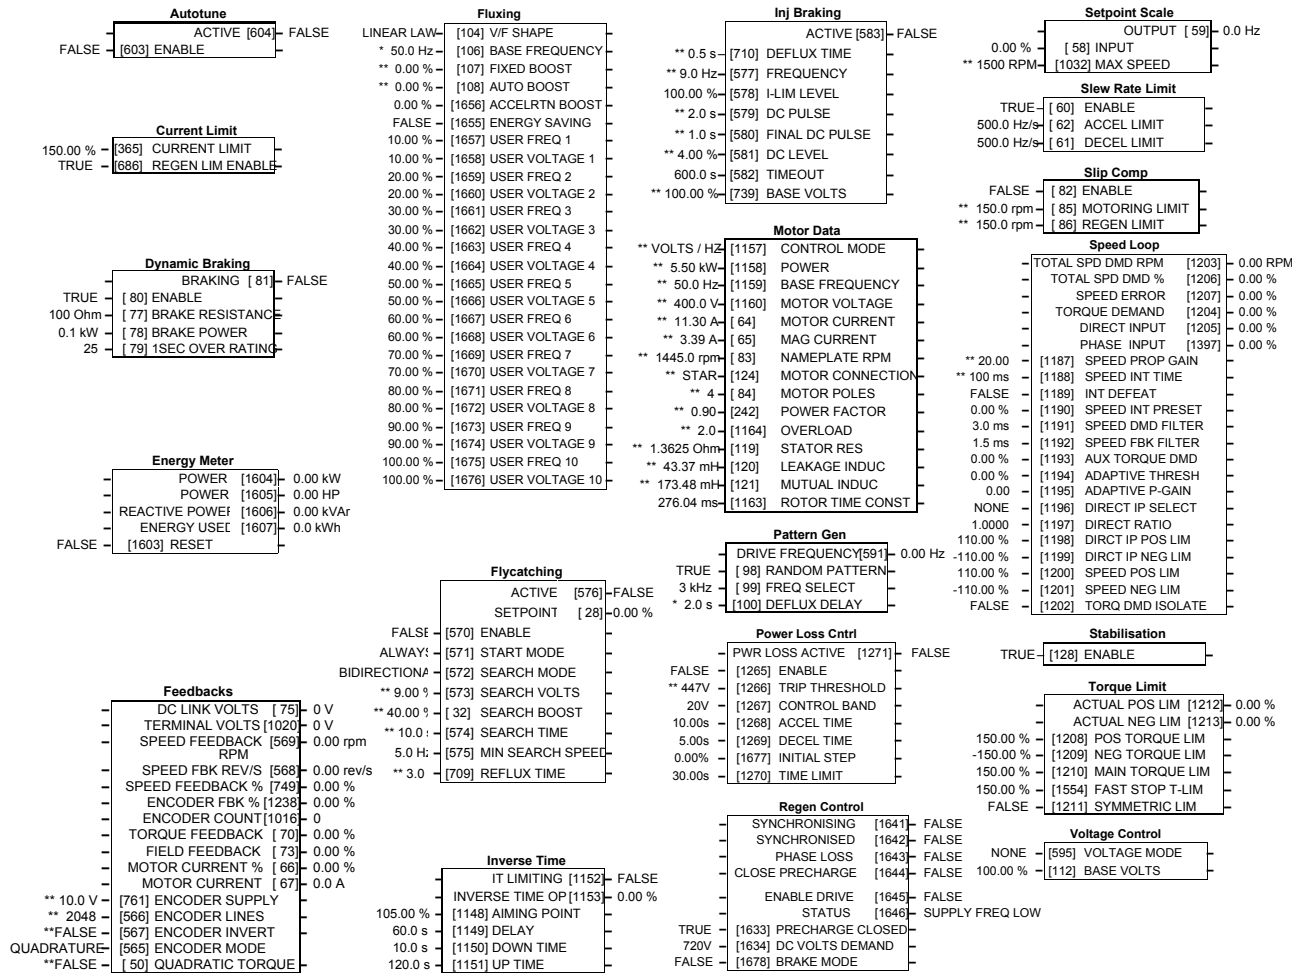 Autotune
ACTIVE [604] FALSE
FALSE [603] ENABLE
Current Limit
150.00 % [365] CURRENT LIMIT
TRUE [686] REGEN LIM ENABLE
Dynamic Braking
BRAKING [ 81] FALSE
TRUE [ 80] ENABLE
100 Ohm [ 77] BRAKE RESISTANCE
0.1 kW [ 78] BRAKE POWER
25 [ 79] 1SEC OVER RATING
Energy Meter
POWER [1604] 0.00 kW
POWER [1605] 0.00 HP
REACTIVE POWER [1606] 0.00 kVAr
ENERGY USED [1607] 0.0 kWh
FALSE [1603] RESET
Feedbacks
DC LINK VOLTS [ 75] 0 V
TERMINAL VOLTS [1020] 0 V
SPEED FEEDBACK [569] 0.00 rpm
RPM
SPEED FBK REV/S [568] 0.00 rev/s
SPEED FEEDBACK % [749] 0.00 %
ENCODER FBK % [1238] 0.00 %
ENCODER COUNT [1016] 0
TORQUE FEEDBACK [ 70] 0.00 %
FIELD FEEDBACK [ 73] 0.00 %
MOTOR CURRENT % [ 66] 0.00 %
MOTOR CURRENT [ 67] 0.0 A
** 10.0 V [761] ENCODER SUPPLY
** 2048 [566] ENCODER LINES
**FALSE [567] ENCODER INVERT
QUADRATURE [565] ENCODER MODE
**FALSE [ 50] QUADRATIC TORQUE
Fluxing
LINEAR LAW [104] V/F SHAPE
* 50.0 Hz [106] BASE FREQUENCY
** 0.00 % [107] FIXED BOOST
** 0.00 % [108] AUTO BOOST
0.00 % [1656] ACCELRTN BOOST
FALSE [1655] ENERGY SAVING
10.00 % [1657] USER FREQ 1
10.00 % [1658] USER VOLTAGE 1
20.00 % [1659] USER FREQ 2
20.00 % [1660] USER VOLTAGE 2
30.00 % [1661] USER FREQ 3
30.00 % [1662] USER VOLTAGE 3
40.00 % [1663] USER FREQ 4
40.00 % [1664] USER VOLTAGE 4
50.00 % [1665] USER FREQ 5
50.00 % [1666] USER VOLTAGE 5
60.00 % [1667] USER FREQ 6
60.00 % [1668] USER VOLTAGE 6
70.00 % [1669] USER FREQ 7
70.00 % [1670] USER VOLTAGE 7
80.00 % [1671] USER FREQ 8
80.00 % [1672] USER VOLTAGE 8
90.00 % [1673] USER FREQ 9
90.00 % [1674] USER VOLTAGE 9
100.00 % [1675] USER FREQ 10
100.00 % [1676] USER VOLTAGE 10
Flycatching
ACTIVE [576] FALSE
SETPOINT [ 28] 0.00 %
FALSE [570] ENABLE
ALWAYS [571] START MODE
BIDIRECTIONA [572] SEARCH MODE
** 9.00 % [573] SEARCH VOLTS
** 40.00 % [ 32] SEARCH BOOST
** 10.0 s [574] SEARCH TIME
5.0 Hz [575] MIN SEARCH SPEED
** 3.0 [709] REFLUX TIME
Inverse Time
IT LIMITING [1152] FALSE
INVERSE TIME OP [1153] 0.00 %
105.00 % [1148] AIMING POINT
60.0 s [1149] DELAY
10.0 s [1150] DOWN TIME
120.0 s [1151] UP TIME
Inj Braking
ACTIVE [583] FALSE
** 0.5 s [710] DEFLUX TIME
** 9.0 Hz [577] FREQUENCY
100.00 % [578] I-LIM LEVEL
** 2.0 s [579] DC PULSE
** 1.0 s [580] FINAL DC PULSE
** 4.00 % [581] DC LEVEL
600.0 s [582] TIMEOUT
** 100.00 % [739] BASE VOLTS
Motor Data
** VOLTS / HZ [1157] CONTROL MODE
** 5.50 kW [1158] POWER
** 50.0 Hz [1159] BASE FREQUENCY
** 400.0 V [1160] MOTOR VOLTAGE
** 11.30 A [ 64] MOTOR CURRENT
** 3.39 A [ 65] MAG CURRENT
** 1445.0 rpm [ 83] NAMEPLATE RPM
** STAR [124] MOTOR CONNECTION
** 4 [ 84] MOTOR POLES
** 0.90 [242] POWER FACTOR
** 2.0 [1164] OVERLOAD
** 1.3625 Ohm [119] STATOR RES
** 43.37 mH [120] LEAKAGE INDUC
** 173.48 mH [121] MUTUAL INDUC
276.04 ms [1163] ROTOR TIME CONST
Pattern Gen
DRIVE FREQUENCY [591] 0.00 Hz
TRUE [ 98] RANDOM PATTERN
3 kHz [ 99] FREQ SELECT
* 2.0 s [100] DEFLUX DELAY
Power Loss Cntrl
PWR LOSS ACTIVE [1271] FALSE
FALSE [1265] ENABLE
** 447V [1266] TRIP THRESHOLD
20V [1267] CONTROL BAND
10.00s [1268] ACCEL TIME
5.00s [1269] DECEL TIME
0.00% [1677] INITIAL STEP
30.00s [1270] TIME LIMIT
Regen Control
SYNCHRONISING [1641] FALSE
SYNCHRONISED [1642] FALSE
PHASE LOSS [1643] FALSE
CLOSE PRECHARGE [1644] FALSE
ENABLE DRIVE [1645] FALSE
STATUS [1646] SUPPLY FREQ LOW
TRUE [1633] PRECHARGE CLOSED
720V [1634] DC VOLTS DEMAND
FALSE [1678] BRAKE MODE
Setpoint Scale
OUTPUT [ 59] 0.0 Hz
0.00 % [ 58] INPUT
** 1500 RPM [1032] MAX SPEED
Slew Rate Limit
TRUE [ 60] ENABLE
500.0 Hz/s [ 62] ACCEL LIMIT
500.0 Hz/s [ 61] DECEL LIMIT
Slip Comp
FALSE [ 82] ENABLE
** 150.0 rpm [ 85] MOTORING LIMIT
** 150.0 rpm [ 86] REGEN LIMIT
Speed Loop
TOTAL SPD DMD RPM [1203] 0.00 RPM
TOTAL SPD DMD % [1206] 0.00 %
SPEED ERROR [1207] 0.00 %
TORQUE DEMAND [1204] 0.00 %
DIRECT INPUT [1205] 0.00 %
PHASE INPUT [1397] 0.00 %
** 20.00 [1187] SPEED PROP GAIN
** 100 ms [1188] SPEED INT TIME
FALSE [1189] INT DEFEAT
0.00 % [1190] SPEED INT PRESET
3.0 ms [1191] SPEED DMD FILTER
1.5 ms [1192] SPEED FBK FILTER
0.00 % [1193] AUX TORQUE DMD
0.00 % [1194] ADAPTIVE THRESH
0.00 [1195] ADAPTIVE P-GAIN
NONE [1196] DIRECT IP SELECT
1.0000 [1197] DIRECT RATIO
110.00 % [1198] DIRCT IP POS LIM
-110.00 % [1199] DIRCT IP NEG LIM
110.00 % [1200] SPEED POS LIM
-110.00 % [1201] SPEED NEG LIM
FALSE [1202] TORQ DMD ISOLATE
Stabilisation
TRUE [128] ENABLE
Torque Limit
ACTUAL POS LIM [1212] 0.00 %
ACTUAL NEG LIM [1213] 0.00 %
150.00 % [1208] POS TORQUE LIM
-150.00 % [1209] NEG TORQUE LIM
150.00 % [1210] MAIN TORQUE LIM
150.00 % [1554] FAST STOP T-LIM
FALSE [1211] SYMMETRIC LIM
Voltage Control
NONE [595] VOLTAGE MODE
100.00 % [112] BASE VOLTS